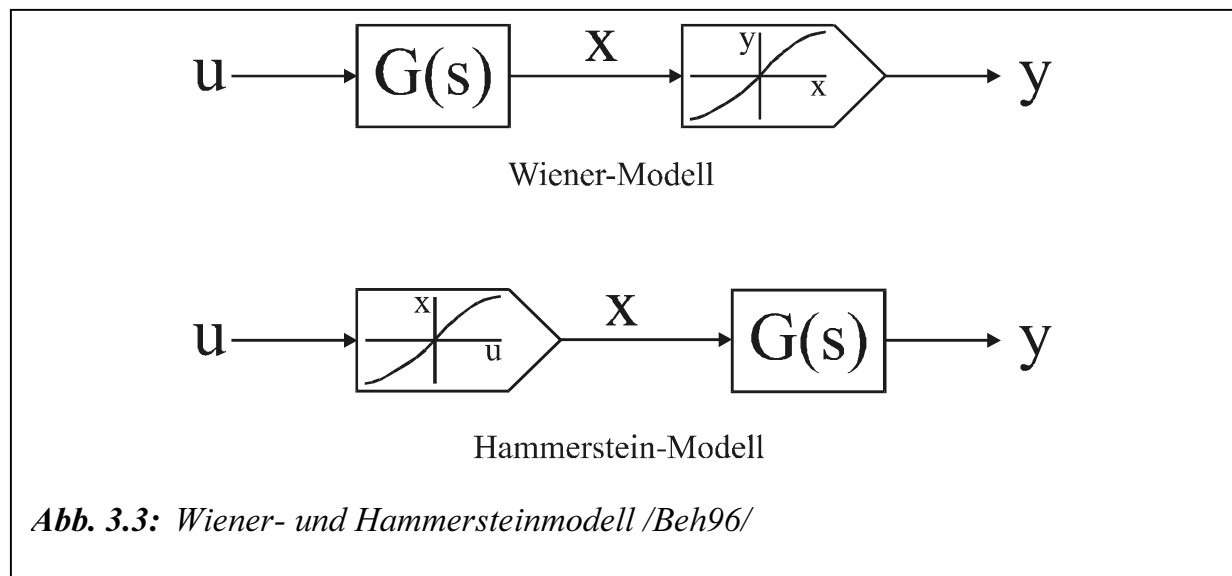 u G(s) x y x y
Wiener-Modell
u x u x G(s) y
Hammerstein-Modell
Abb. 3.3: Wiener- und Hammersteinmodell /Beh96/